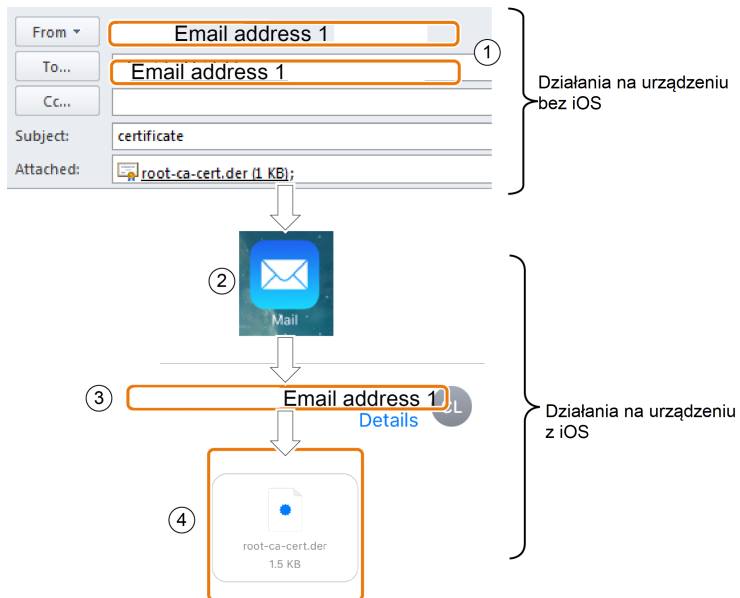 From
Email address 1
1
To...
Email address 1
Działania na urządzeniu
bez iOS
Cc...
Subject:
certificate
Attached:
root-ca-cert.der (1 KB);
2
Mail
3
Email address 1
CL
Details
Działania na urządzeniu
z iOS
4
root-ca-cert.der
1.5 KB